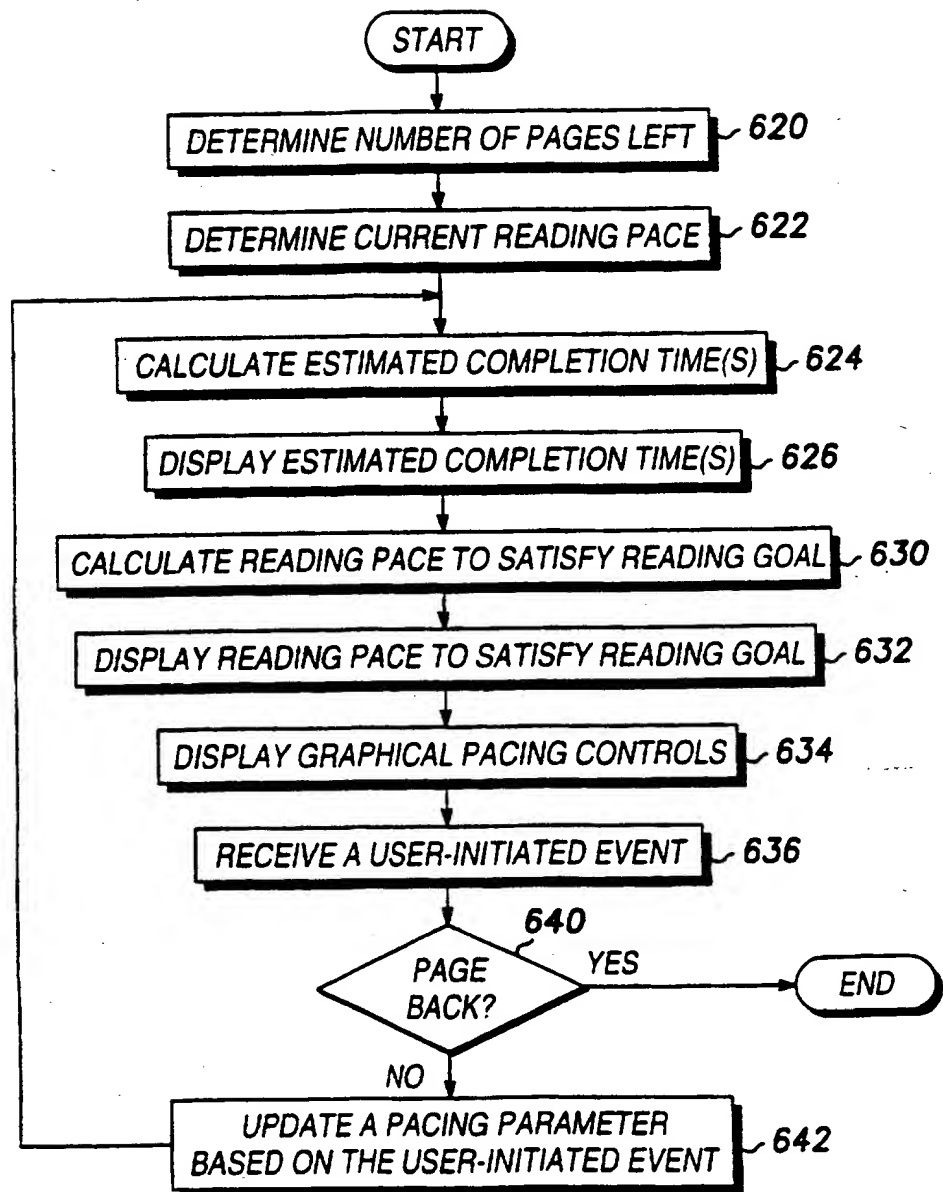 START
DETERMINE NUMBER OF PAGES LEFT 620
DETERMINE CURRENT READING PACE 622
CALCULATE ESTIMATED COMPLETION TIME(S) 624
DISPLAY ESTIMATED COMPLETION TIME(S) 626
CALCULATE READING PACE TO SATISFY READING GOAL 630
DISPLAY READING PACE TO SATISFY READING GOAL 632
DISPLAY GRAPHICAL PACING CONTROLS 634
RECEIVE A USER-INITIATED EVENT 636
640
PAGE
BACK?
YES
END
NO
UPDATE A PACING PARAMETER
BASED ON THE USER-INITIATED EVENT
642